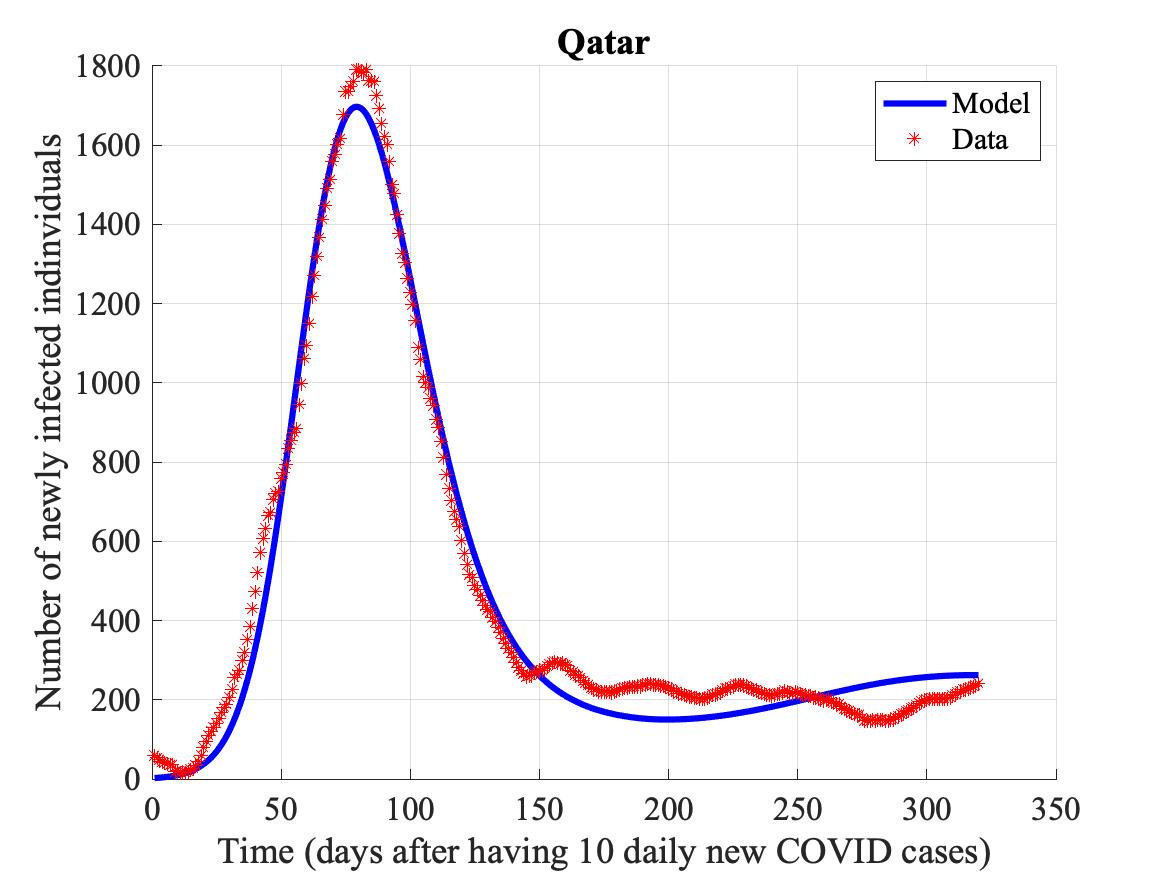 Qatar
Model
Data
Number of newly infected indinviduals
1800
1600
1400
1200
1000
800
600
400
200
0
0 50 100 150 200 250 300 350
Time (days after having 10 daily new COVID cases)